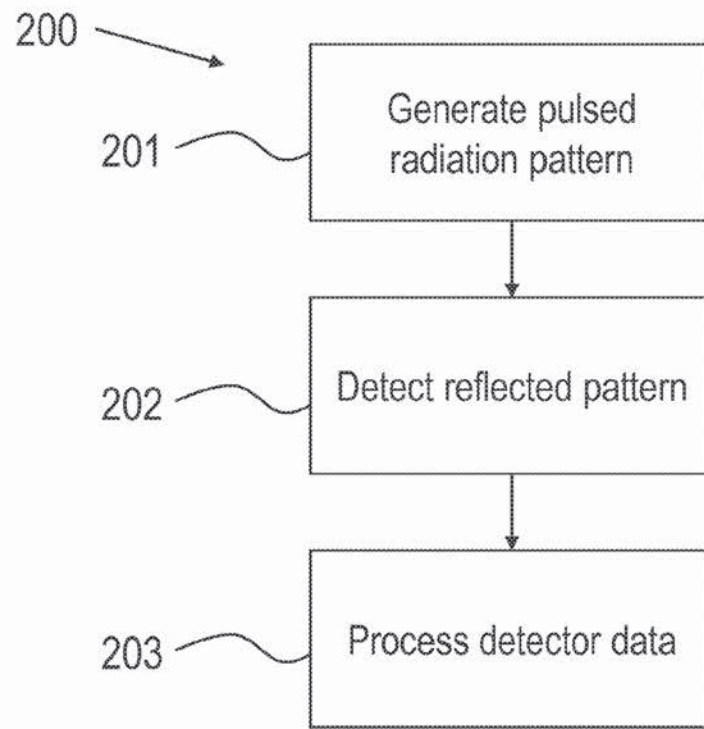 200
201
Generate pulsed
radiation pattern
202
Detect reflected pattern
203
Process detector data